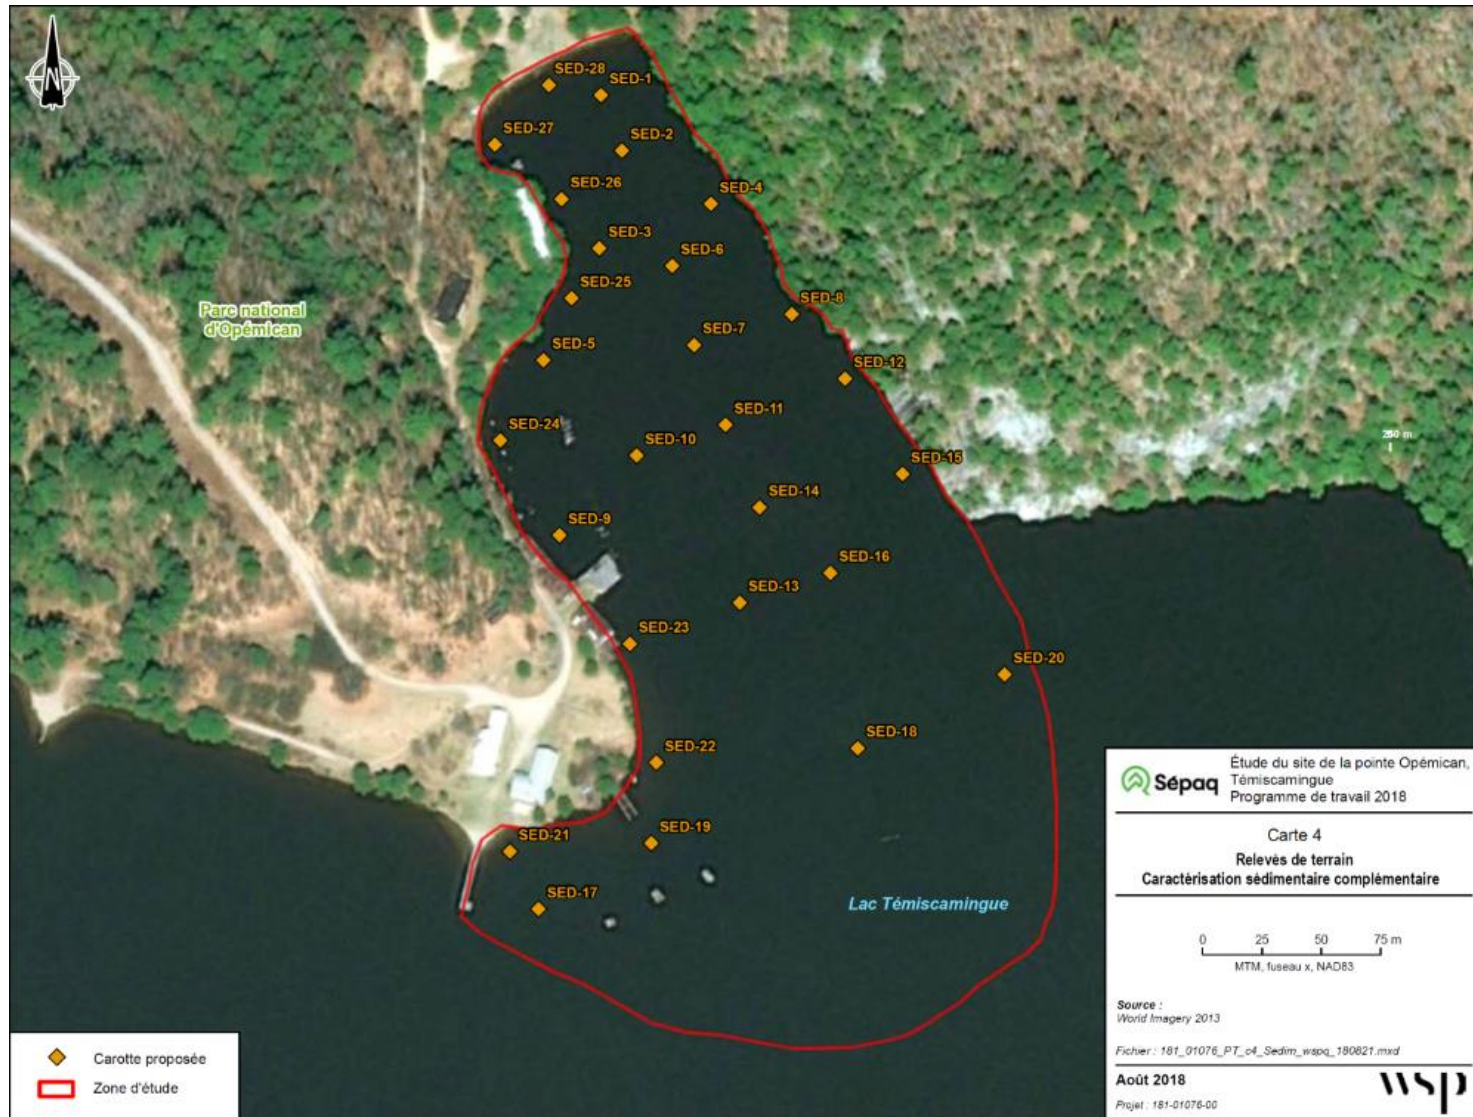 N
SED-28
SED-1
SED-27
SED-2
SED-26
SED-4
SED-3
SED-6
SED-25
SED-8
Parc national
d'Opémican
SED-7
SED-5
SED-12
SED-11
SED-24
SED-10
250 m
SED-15
SED-14
SED-9
SED-16
SED-13
SED-23
SED-20
SED-22
SED-18
SED-21
SED-19
SED-17
Lac Témiscamingue
Sépaq
Étude du site de la pointe Opémican,
Témiscamingue
Programme de travail 2018
Carte 4
Relevés de terrain
Caractérisation sédimentaire complémentaire
0 25 50 75 m
MTM, fuseau x, NAD83
Source :
World Imagery 2013
Fichier : 181_01076_PT_c4_Sedim_wspq_180821.mxd
Août 2018
Projet : 181-01076-00
wsp
Carotte proposée
Zone d'étude